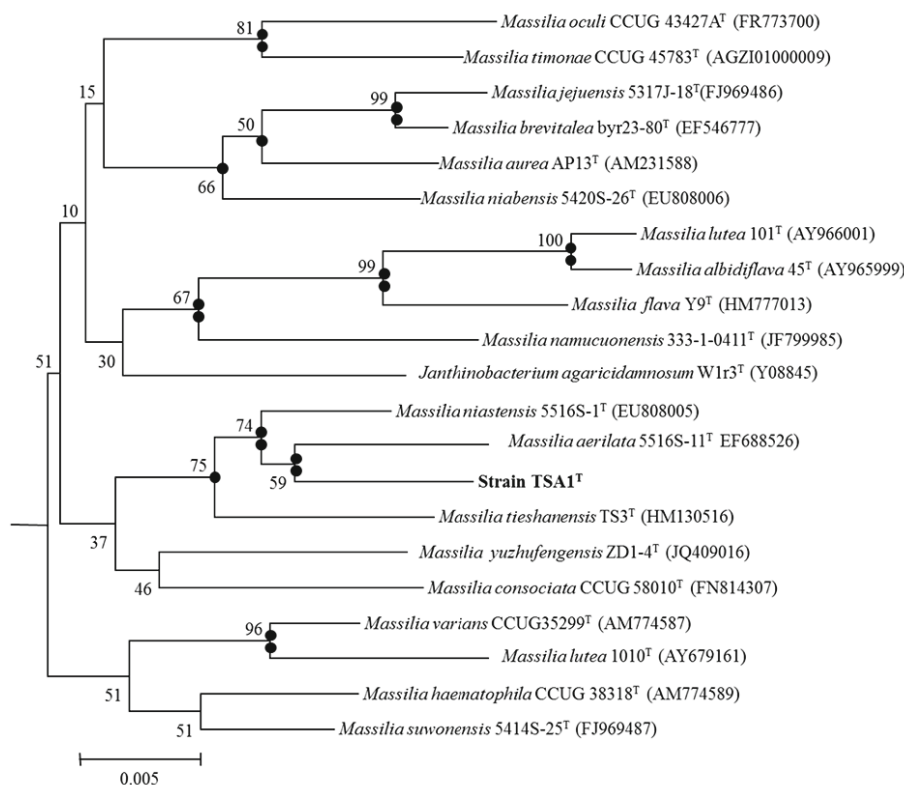 81
Massilia oculi CCUG 43427Aᵀ (FR773700)
Massilia timonae CCUG 45783ᵀ (AGZI01000009)
15
99
Massilia jejuensis 5317J-18ᵀ(FJ969486)
50
Massilia brevitalea byr23-80ᵀ (EF546777)
Massilia aurea AP13ᵀ (AM231588)
66
Massilia niabensis 5420S-26ᵀ (EU808006)
10
100
Massilia lutea 101ᵀ (AY966001)
99
Massilia albidiflava 45ᵀ (AY965999)
67
Massilia flava Y9ᵀ (HM777013)
Massilia namucuonensis 333-1-0411ᵀ (JF799985)
51
30
Janthinobacterium agaricidamnosum W1r3ᵀ (Y08845)
74
Massilia niastensis 5516S-1ᵀ (EU808005)
Massilia aerilata 5516S-11ᵀ EF688526
75
59
Strain TSA1ᵀ
Massilia tieshanensis TS3ᵀ (HM130516)
37
Massilia yuzhufengensis ZD1-4ᵀ (JQ409016)
46
Massilia consociata CCUG 58010ᵀ (FN814307)
96
Massilia varians CCUG35299ᵀ (AM774587)
Massilia lutea 1010ᵀ (AY679161)
51
Massilia haematophila CCUG 38318ᵀ (AM774589)
51
Massilia suwonensis 5414S-25ᵀ (FJ969487)
0.005